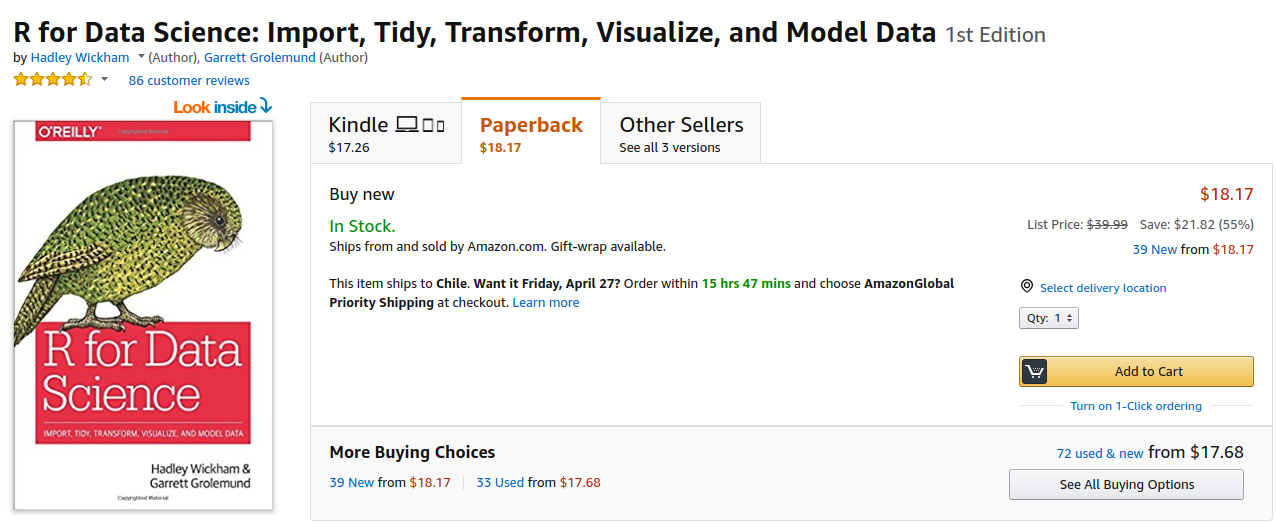 R for Data Science: Import, Tidy, Transform, Visualize, and Model Data 1st Edition
by Hadley Wickham (Author), Garrett Grolemund (Author)
86 customer reviews
Look inside
O'REILLY®
Copyrighted Material
R for Data
Science
IMPORT, TIDY, TRANSFORM, VISUALIZE, AND MODEL DATA
Hadley Wickham &
Garrett Grolemund
Copyrighted Material
Kindle
$17.26
Paperback
$18.17
Other Sellers
See all 3 versions
Buy new
$18.17
In Stock.
List Price: $39.99 Save: $21.82 (55%)
Ships from and sold by Amazon.com. Gift-wrap available.
39 New from $18.17
This item ships to Chile. Want it Friday, April 27? Order within 15 hrs 47 mins and choose AmazonGlobal
Priority Shipping at checkout. Learn more
Select delivery location
Qty: 1
Add to Cart
Turn on 1-Click ordering
More Buying Choices
39 New from $18.17 33 Used from $17.68
72 used & new from $17.68
See All Buying Options